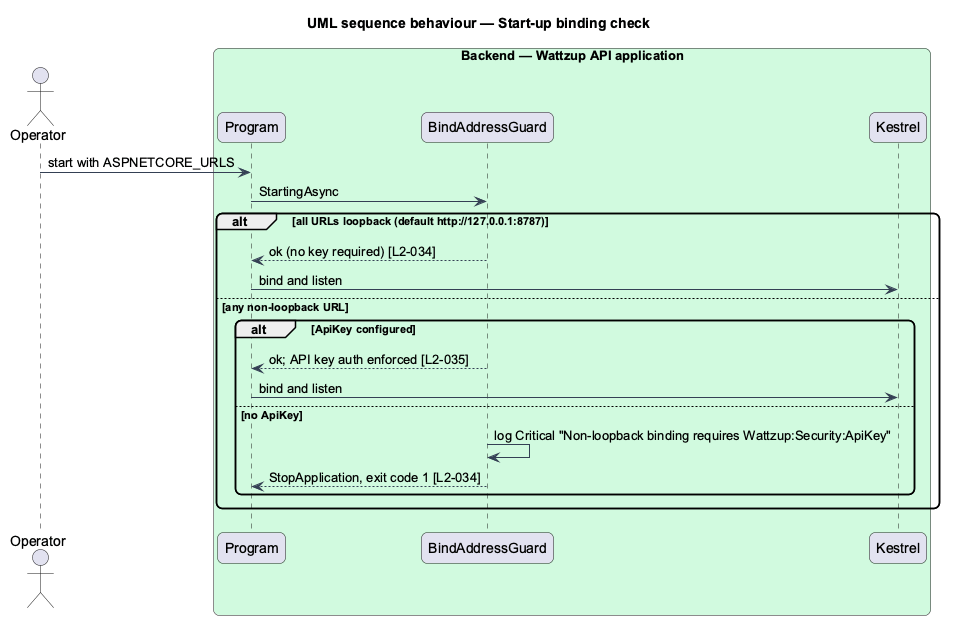 UML sequence behaviour — Start-up binding check
Backend — Wattzup API application
Operator
Program
BindAddressGuard
Kestrel
start with ASPNETCORE_URLS
StartingAsync
alt
[all URLs loopback (default http://127.0.0.1:8787)]
ok (no key required) [L2-034]
bind and listen
[any non-loopback URL]
alt
[ApiKey configured]
ok; API key auth enforced [L2-035]
bind and listen
[no ApiKey]
log Critical "Non-loopback binding requires Wattzup:Security:ApiKey"
StopApplication, exit code 1 [L2-034]
Operator
Program
BindAddressGuard
Kestrel